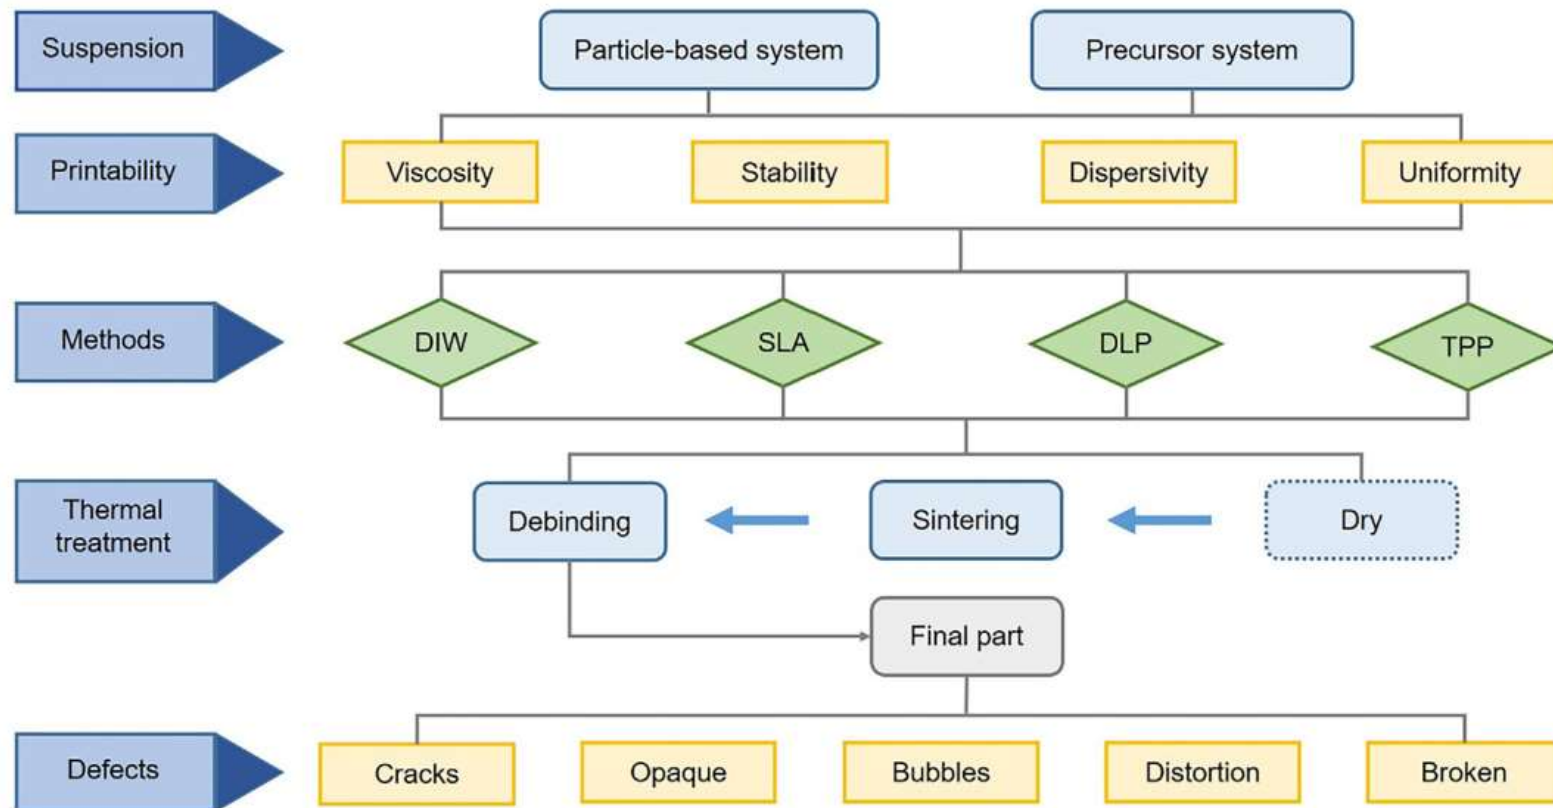 Suspension
Particle-based system
Precursor system
Printability
Viscosity
Stability
Dispersivity
Uniformity
Methods
DIW
SLA
DLP
TPP
Thermal
treatment
Debinding
Sintering
Dry
Final part
Defects
Cracks
Opaque
Bubbles
Distortion
Broken